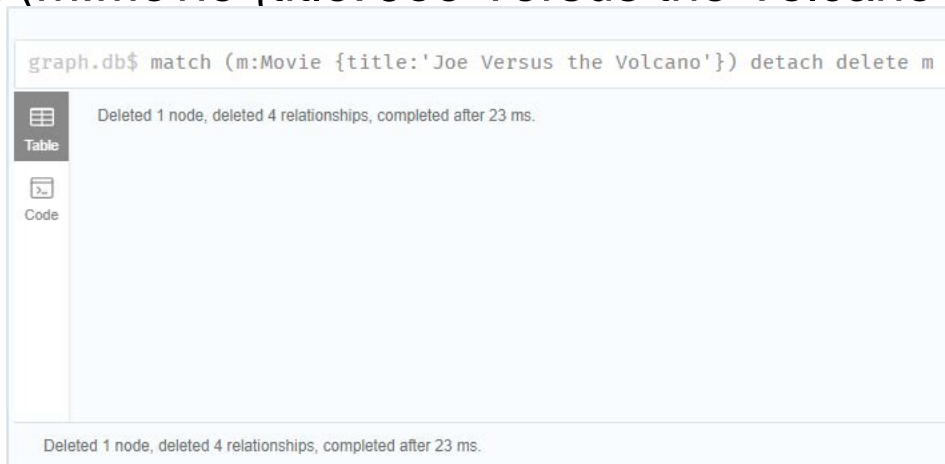 graph.db$ match (m:Movie {title:'Joe Versus the Volcano'}) detach delete m
Table
Deleted 1 node, deleted 4 relationships, completed after 23 ms.
Code
Deleted 1 node, deleted 4 relationships, completed after 23 ms.